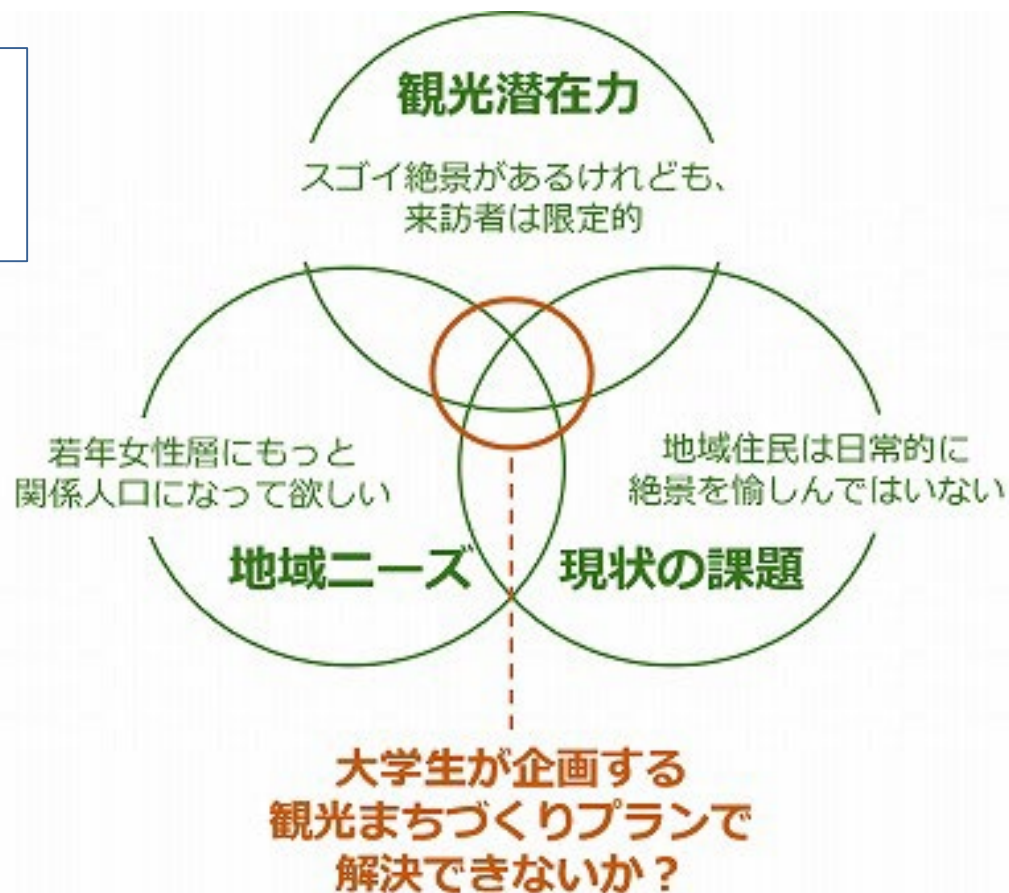 観光潜在力
スゴイ絶景があるけれども、
来訪者は限定的
若年女性層にもっと
関係人口になって欲しい
地域ニーズ
地域住民は日常的に
絶景を愉しんではいない
現状の課題
大学生が企画する
観光まちづくりプランで
解決できないか？